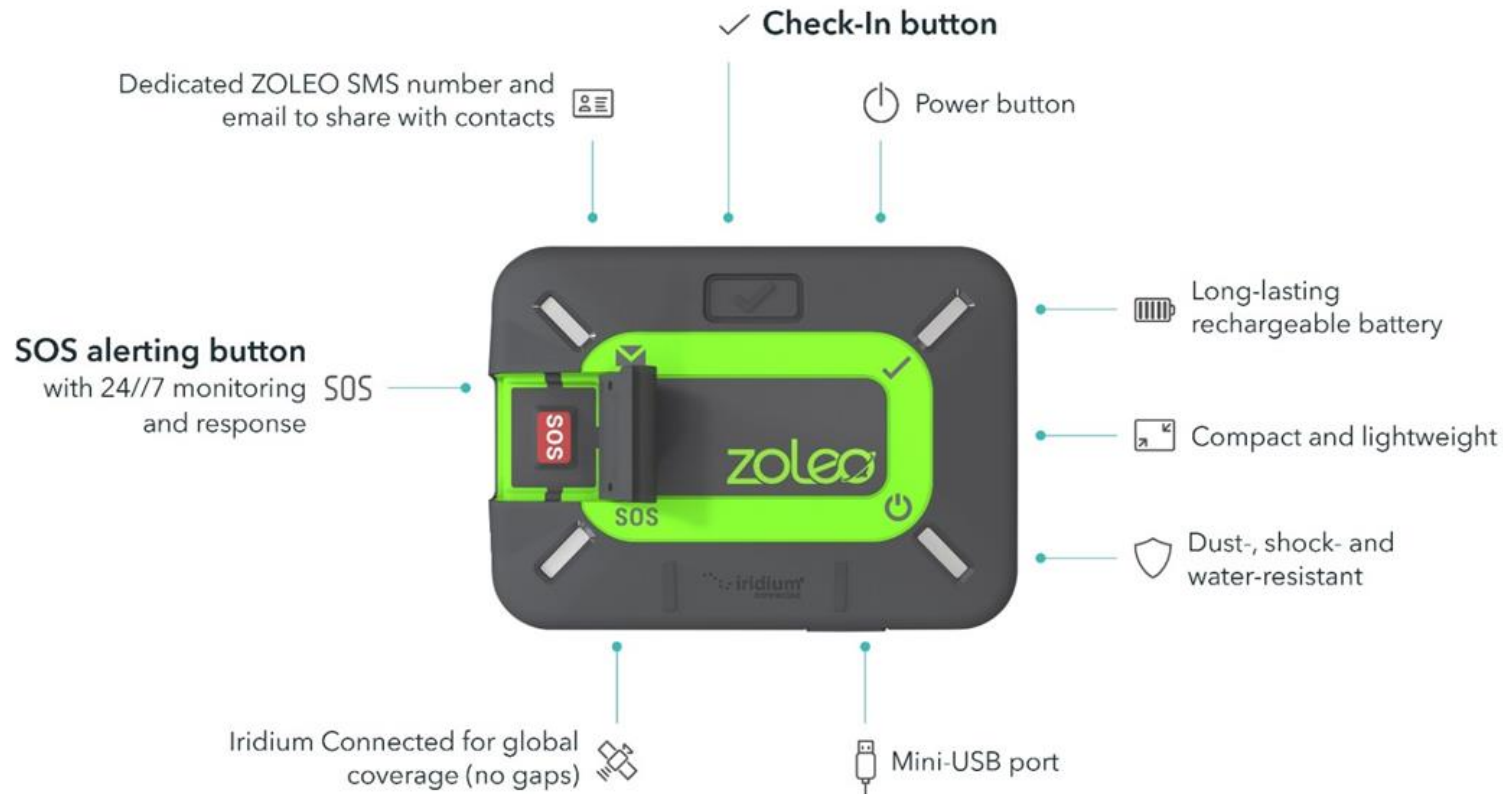 Check-In button
Dedicated ZOLEO SMS number and
email to share with contacts
Power button
Long-lasting
rechargeable battery
SOS alerting button
with 24//7 monitoring
and response
SOS
Compact and lightweight
SOS
zoleo
SOS
Dust-, shock- and
water-resistant
iridium
Iridium Connected for global
coverage (no gaps)
Mini-USB port